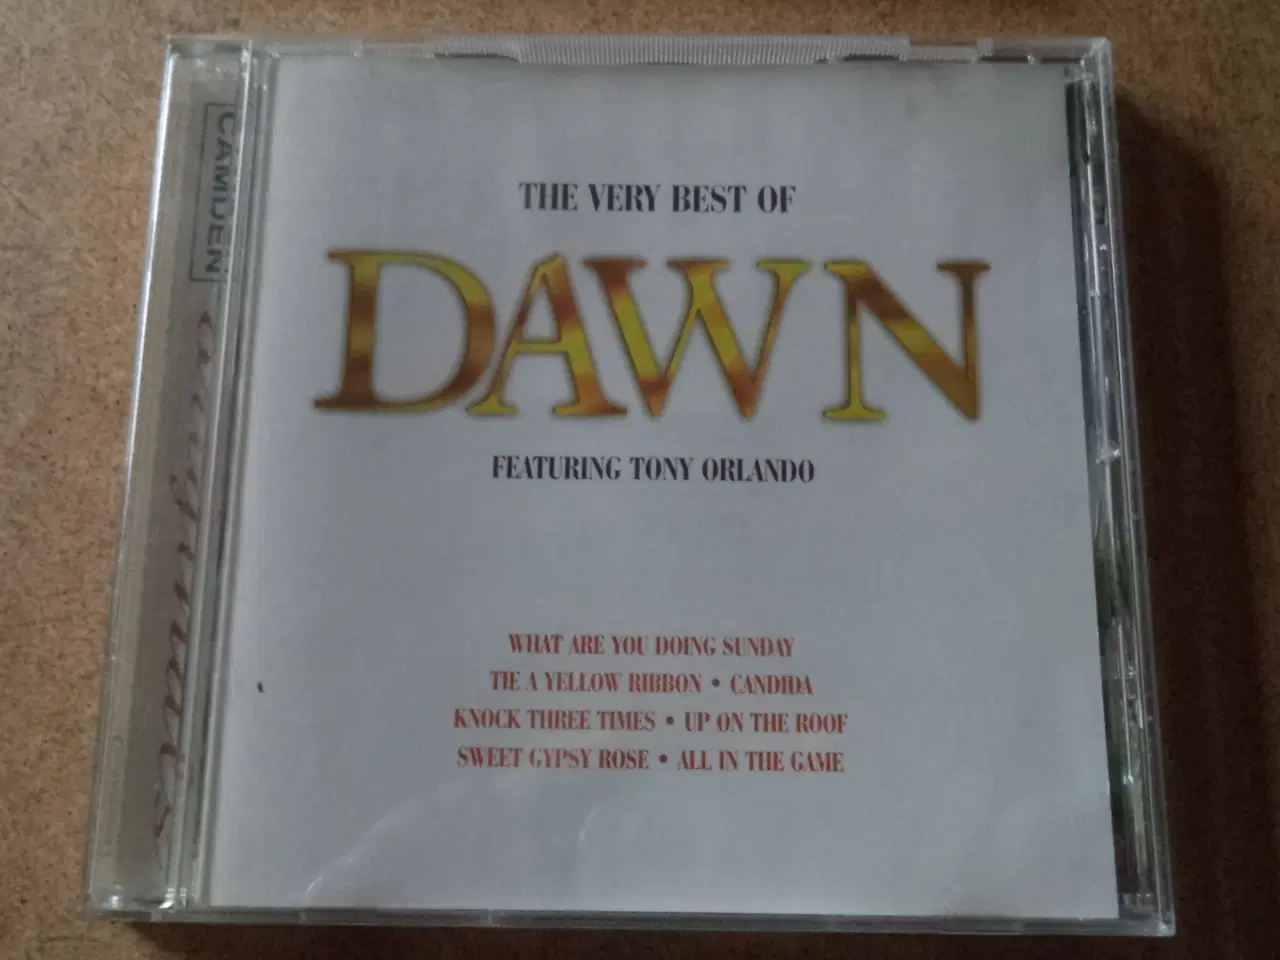 CAMDEN
originals
THE VERY BEST OF
DAWN
FEATURING TONY ORLANDO
WHAT ARE YOU DOING SUNDAY
TIE A YELLOW RIBBON • CANDIDA
KNOCK THREE TIMES • UP ON THE ROOF
SWEET GYPSY ROSE • ALL IN THE GAME